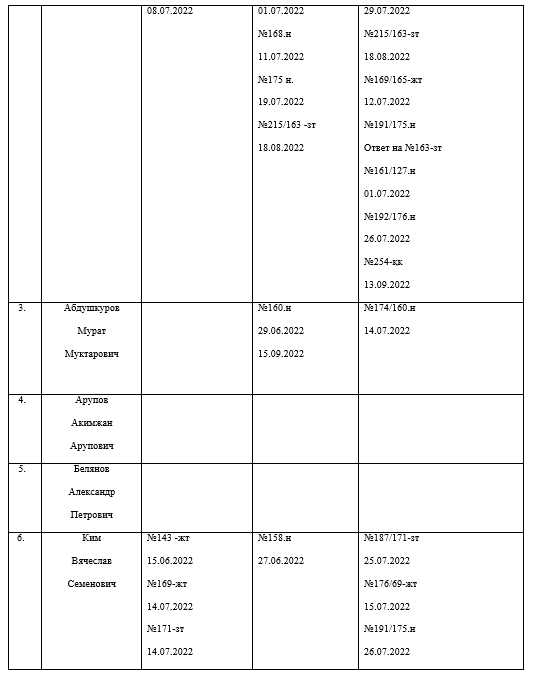 08.07.2022
01.07.2022
№168.н
11.07.2022
№175 н.
19.07.2022
№215/163 -зт
18.08.2022
29.07.2022
№215/163-зт
18.08.2022
№169/165-жт
12.07.2022
№191/175.н
Ответ на №163-зт
№161/127.н
01.07.2022
№192/176.н
26.07.2022
№254-қк
13.09.2022
3.
Абдушкуров
Мурат
Муктарович
№160.н
29.06.2022
15.09.2022
№174/160.н
14.07.2022
4.
Арупов
Акимжан
Арупович
5.
Белянов
Александр
Петрович
6.
Ким
Вячеслав
Семенович
№143 -жт
15.06.2022
№169-жт
14.07.2022
№171-зт
14.07.2022
№158.н
27.06.2022
№187/171-зт
25.07.2022
№176/69-жт
15.07.2022
№191/175.н
26.07.2022